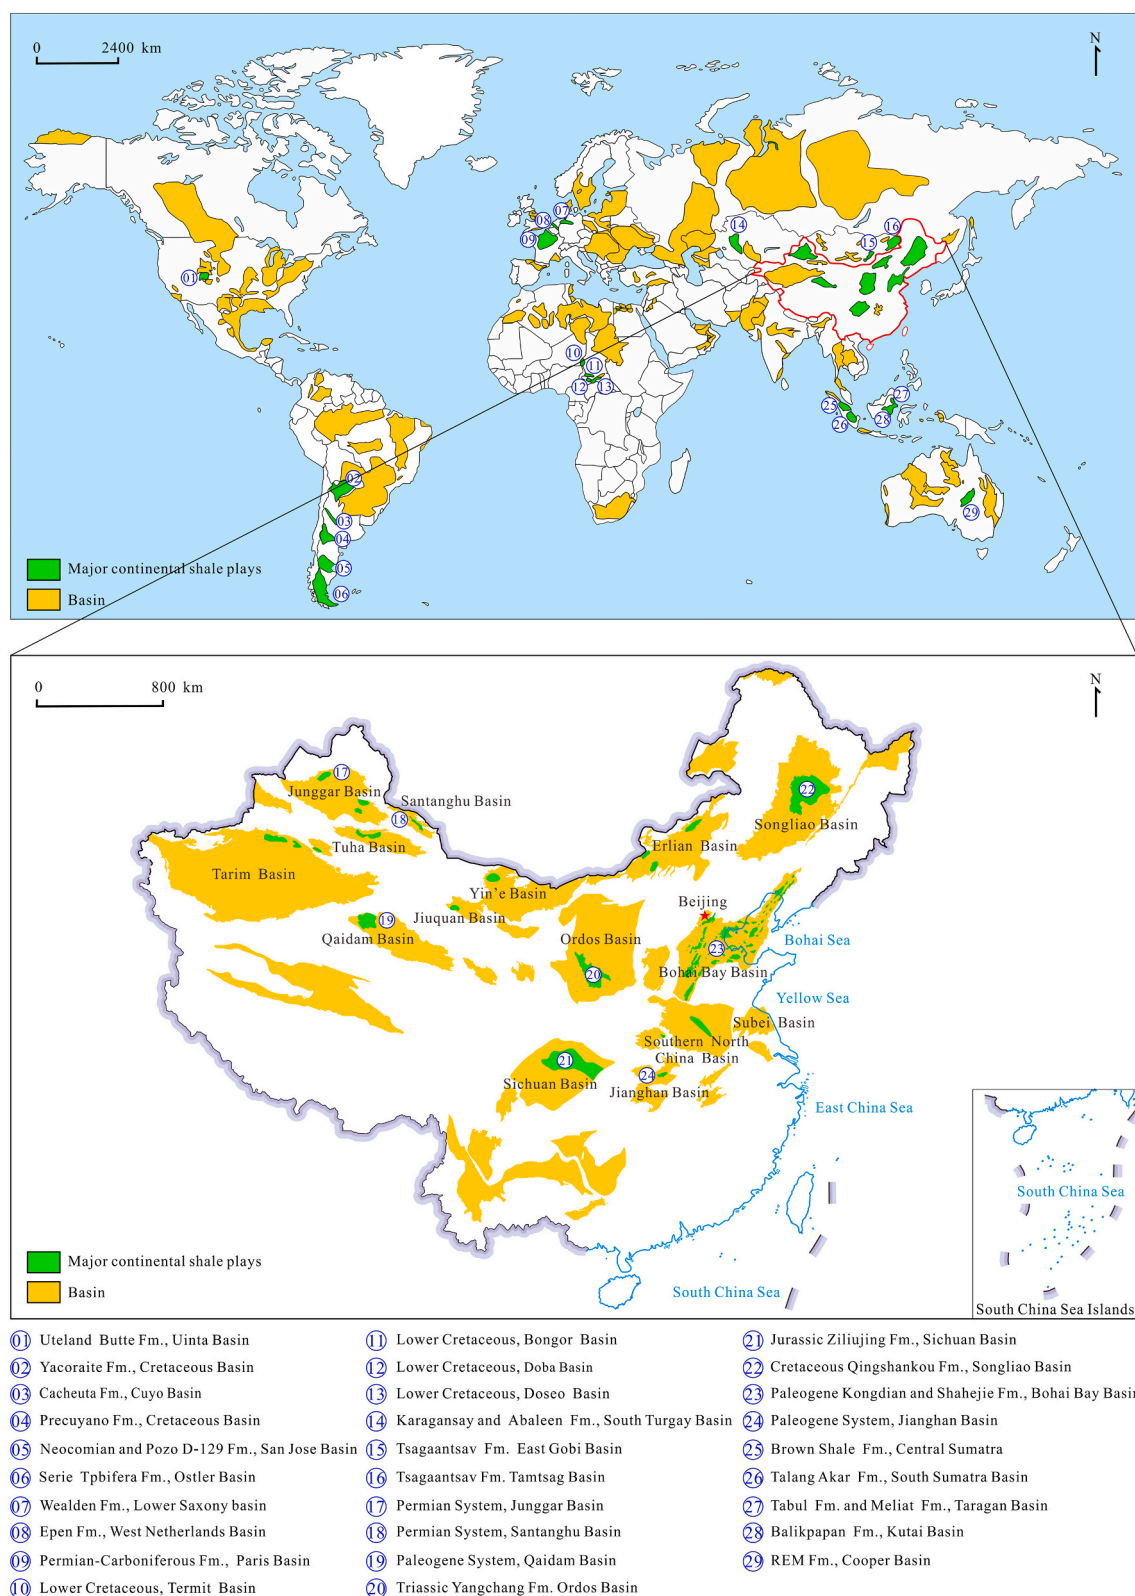 0 2400 km
N
01
02
03
04
05
06
07
08
09
10
11
12
13
14
15
16
25
26
27
28
29
Major continental shale plays
Basin
0 800 km
N
17
Junggar Basin
Santanghu Basin
18
Tuha Basin
Tarim Basin
22
Songliao Basin
Erlian Basin
Yin'e Basin
Jiuquan Basin
19
Qaidam Basin
Beijing
Ordos Basin
20
23
Bohai Bay Basin
Bohai Sea
Yellow Sea
Subei Basin
Southern North
China Basin
21
Sichuan Basin
24
Jianghan Basin
East China Sea
South China Sea
South China Sea
South China Sea Islands
Major continental shale plays
Basin
01 Uteland Butte Fm., Uinta Basin
02 Yacoraite Fm., Cretaceous Basin
03 Cacheuta Fm., Cuyo Basin
04 Precuyano Fm., Cretaceous Basin
05 Neocomian and Pozo D-129 Fm., San Jose Basin
06 Serie Tpbifera Fm., Ostler Basin
07 Wealden Fm., Lower Saxony basin
08 Epen Fm., West Netherlands Basin
09 Permian-Carboniferous Fm., Paris Basin
10 Lower Cretaceous, Termit Basin
11 Lower Cretaceous, Bongor Basin
12 Lower Cretaceous, Doba Basin
13 Lower Cretaceous, Doseo Basin
14 Karagansay and Abaleen Fm., South Turgay Basin
15 Tsagaantsav Fm. East Gobi Basin
16 Tsagaantsav Fm. Tamtsag Basin
17 Permian System, Junggar Basin
18 Permian System, Santanghu Basin
19 Paleogene System, Qaidam Basin
20 Triassic Yangchang Fm. Ordos Basin
21 Jurassic Ziliujing Fm., Sichuan Basin
22 Cretaceous Qingshankou Fm., Songliao Basin
23 Paleogene Kongdian and Shahejie Fm., Bohai Bay Basin
24 Paleogene System, Jianghan Basin
25 Brown Shale Fm., Central Sumatra
26 Talang Akar Fm., South Sumatra Basin
27 Tabul Fm. and Meliat Fm., Taragan Basin
28 Balikpapan Fm., Kutai Basin
29 REM Fm., Cooper Basin